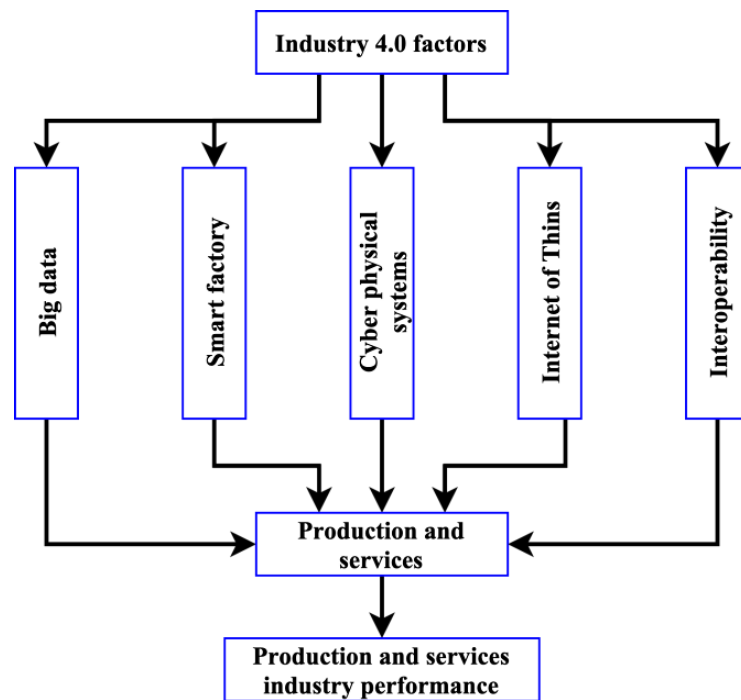 Industry 4.0 factors
Big data
Smart factory
Cyber physical
systems
Internet of Thins
Interoperability
Production and
services
Production and services
industry performance